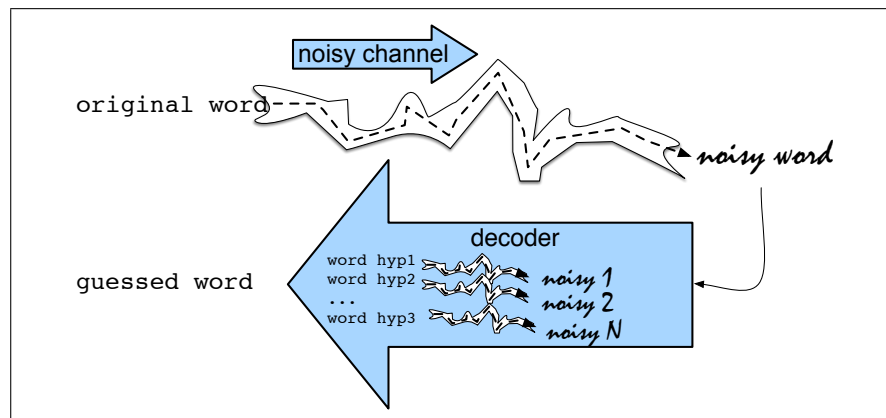 noisy channel
original word
noisy word
decoder
word hyp1
noisy 1
word hyp2
noisy 2
...
word hyp3
noisy N
guessed word